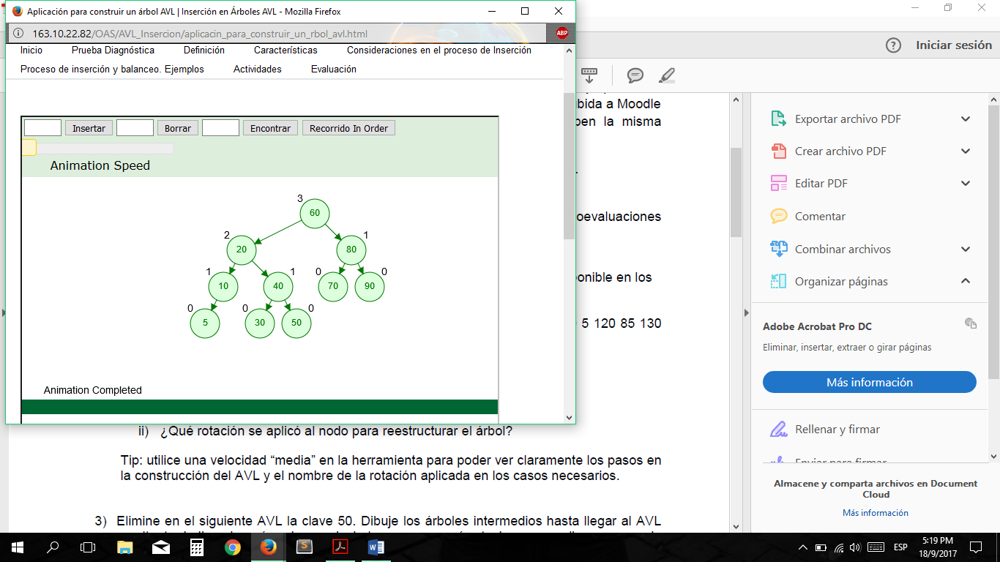 Aplicación para construir un árbol AVL | Inserción en Árboles AVL - Mozilla Firefox
163.10.22.82/OAS/AVL_Insercion/aplicacin_para_construir_un_rbol_avl.html
ABP
Inicio Prueba Diagnóstica Definición Características Consideraciones en el proceso de Inserción
Proceso de inserción y balanceo. Ejemplos Actividades Evaluación
Insertar Borrar Encontrar Recorrido In Order
Animation Speed
3
60
2 1
20 80
1 1 0 0
10 40 70 90
0 0 0
5 30 50
Animation Completed
bida a Moodle
la misma
oevaluaciones
onible en los
5 120 85 130
ii) ¿Qué rotación se aplicó al nodo para reestructurar el árbol?
Tip: utilice una velocidad “media” en la herramienta para poder ver claramente los pasos en
la construcción del AVL y el nombre de la rotación aplicada en los casos necesarios.
3) Elimine en el siguiente AVL la clave 50. Dibuje los árboles intermedios hasta llegar al AVL
Iniciar sesión
Exportar archivo PDF
Crear archivo PDF
Editar PDF
Comentar
Combinar archivos
Organizar páginas
Adobe Acrobat Pro DC
Eliminar, insertar, extraer o girar páginas
Más información
Rellenar y firmar
Enviar para firmar
Almacene y comparta archivos en Document
Cloud
Más información
ESP
5:19 PM
18/9/2017